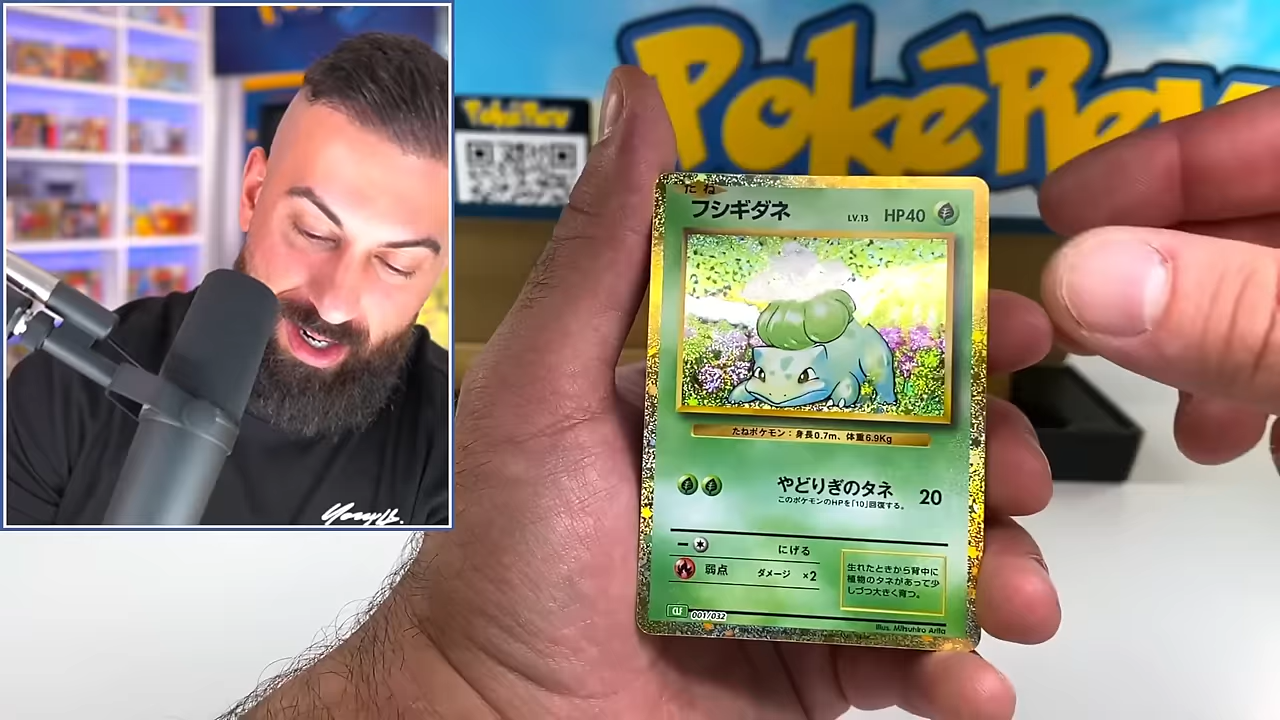 PokéRev
PokéRev
たね
フシギダネ
LV.13 HP40
たねポケモン：身長0.7m、体重6.9Kg
やどりぎのタネ 20
このポケモンのHPを「10」回復する。
にげる
弱点 ダメージ ×2
生れたときから背中に
植物のタネがあって少
しづつ大きく育つ。
CLF 001/032
Illus. Mitsuhiro Arita